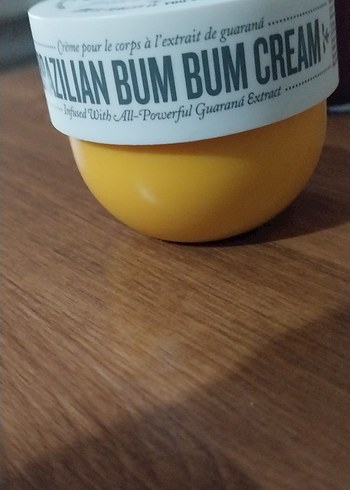 Crème pour le corps à l'extrait de guaraná
AZILIAN BUM BUM CREAM
Infused With All-Powerful Guaraná Extract